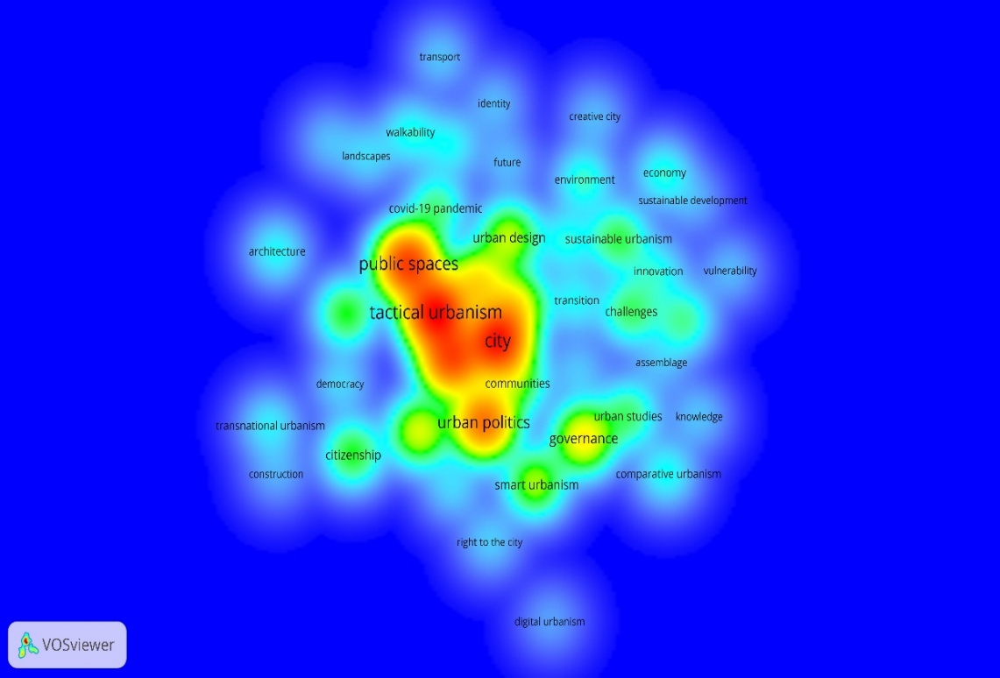 transport
identity
creative city
walkability
landscapes
future
economy
environment
sustainable development
covid-19 pandemic
urban design
sustainable urbanism
architecture
public spaces
innovation
vulnerability
transition
tactical urbanism
challenges
city
assemblage
democracy
communities
urban studies
knowledge
urban politics
transnational urbanism
governance
citizenship
construction
comparative urbanism
smart urbanism
right to the city
digital urbanism
VOSviewer